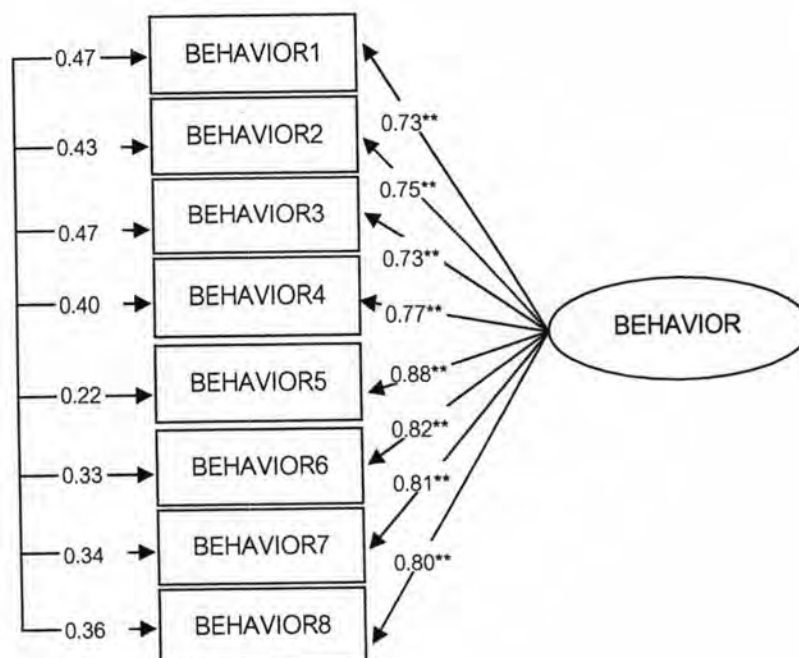 0.47 BEHAVIOR1
0.73**
0.43 BEHAVIOR2
0.75**
0.47 BEHAVIOR3
0.73**
0.40 BEHAVIOR4
0.77**
BEHAVIOR
0.22 BEHAVIOR5
0.88**
0.33 BEHAVIOR6
0.82**
0.34 BEHAVIOR7
0.81**
0.36 BEHAVIOR8
0.80**